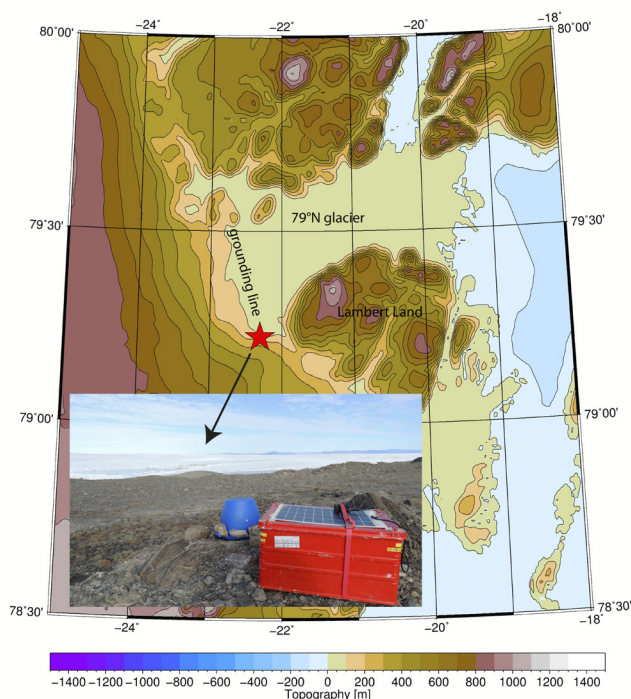 −24˚ −22˚ −20˚ −18˚
80˚00' 80˚00'
79°N glacier
79˚30' 79˚30'
grounding line
Lambert Land
79˚00' 79˚00'
78˚30' 78˚30'
−24˚ −22˚ −20˚ −18˚
−1400 −1000 −800 −600 −400 −200 0 200 400 600 800 1000 1400
Topography [m]